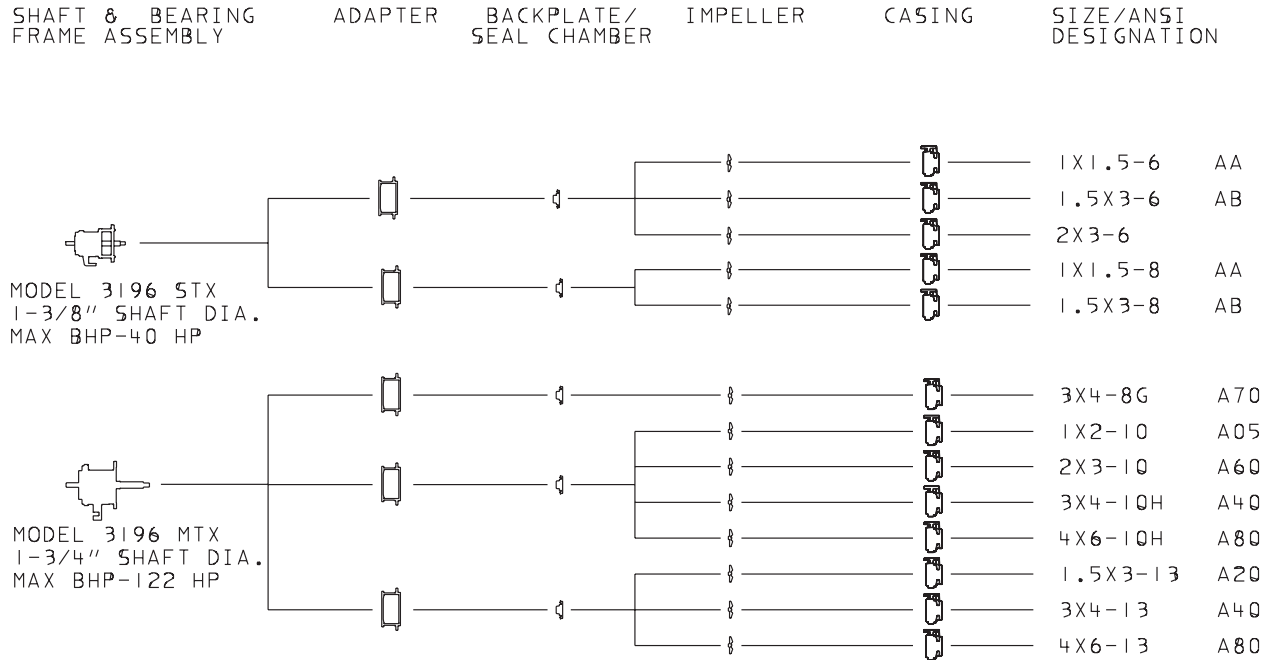 SHAFT & BEARING FRAME ASSEMBLY
ADAPTER
BACKPLATE/ SEAL CHAMBER
IMPELLER
CASING
SIZE/ANSI DESIGNATION
1X1.5-6 AA
1.5X3-6 AB
2X3-6
1X1.5-8 AA
1.5X3-8 AB
MODEL 3196 STX
1-3/8" SHAFT DIA.
MAX BHP-40 HP
3X4-8G A70
1X2-10 A05
2X3-10 A60
3X4-10H A40
4X6-10H A80
1.5X3-13 A20
3X4-13 A40
4X6-13 A80
MODEL 3196 MTX
1-3/4" SHAFT DIA.
MAX BHP-122 HP